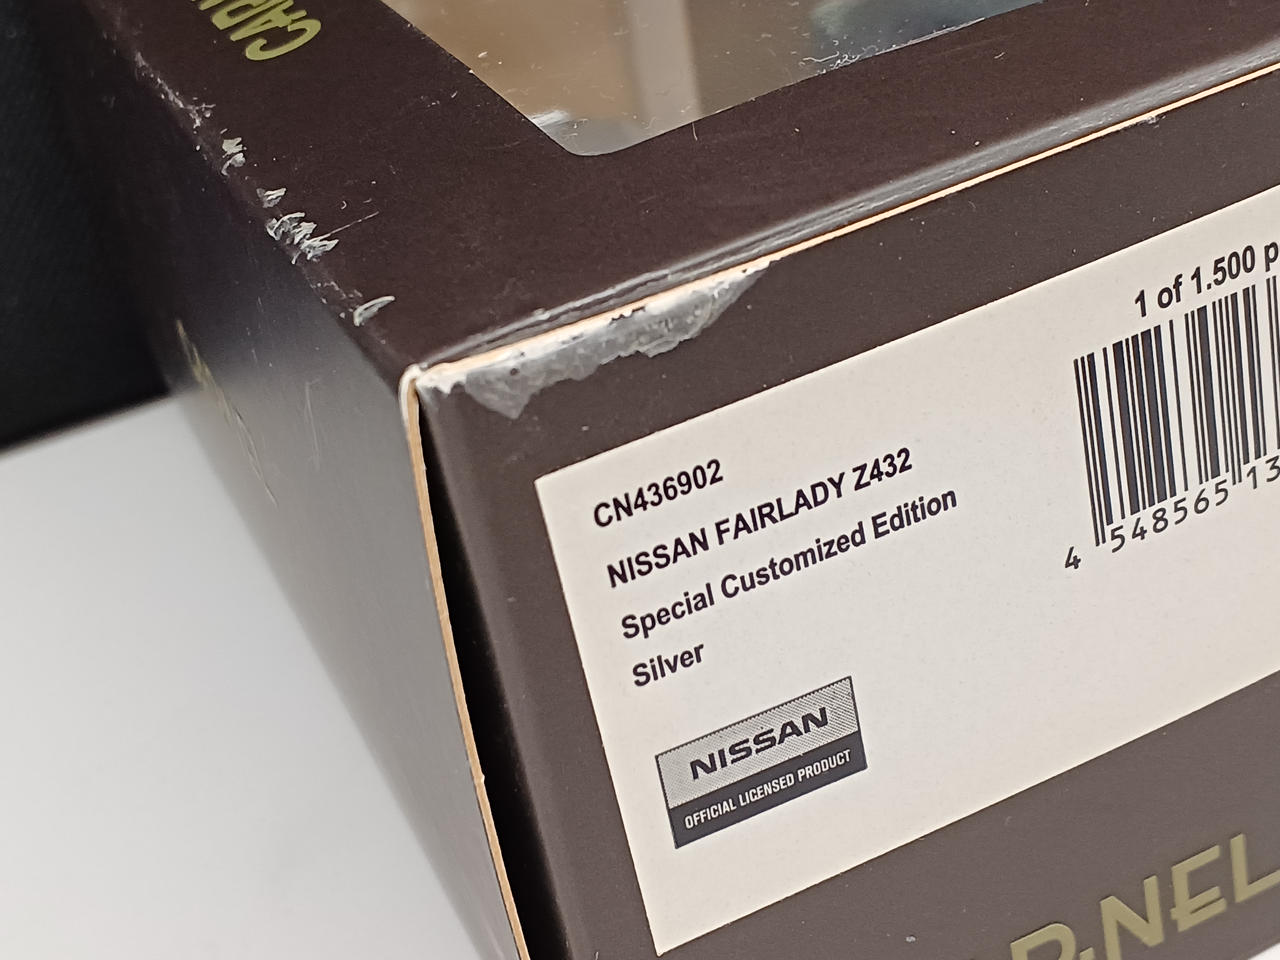 1 of 1.500 p
CN436902
NISSAN FAIRLADY Z432
Special Customized Edition
Silver
4 548565 13
NISSAN
OFFICIAL LICENSED PRODUCT